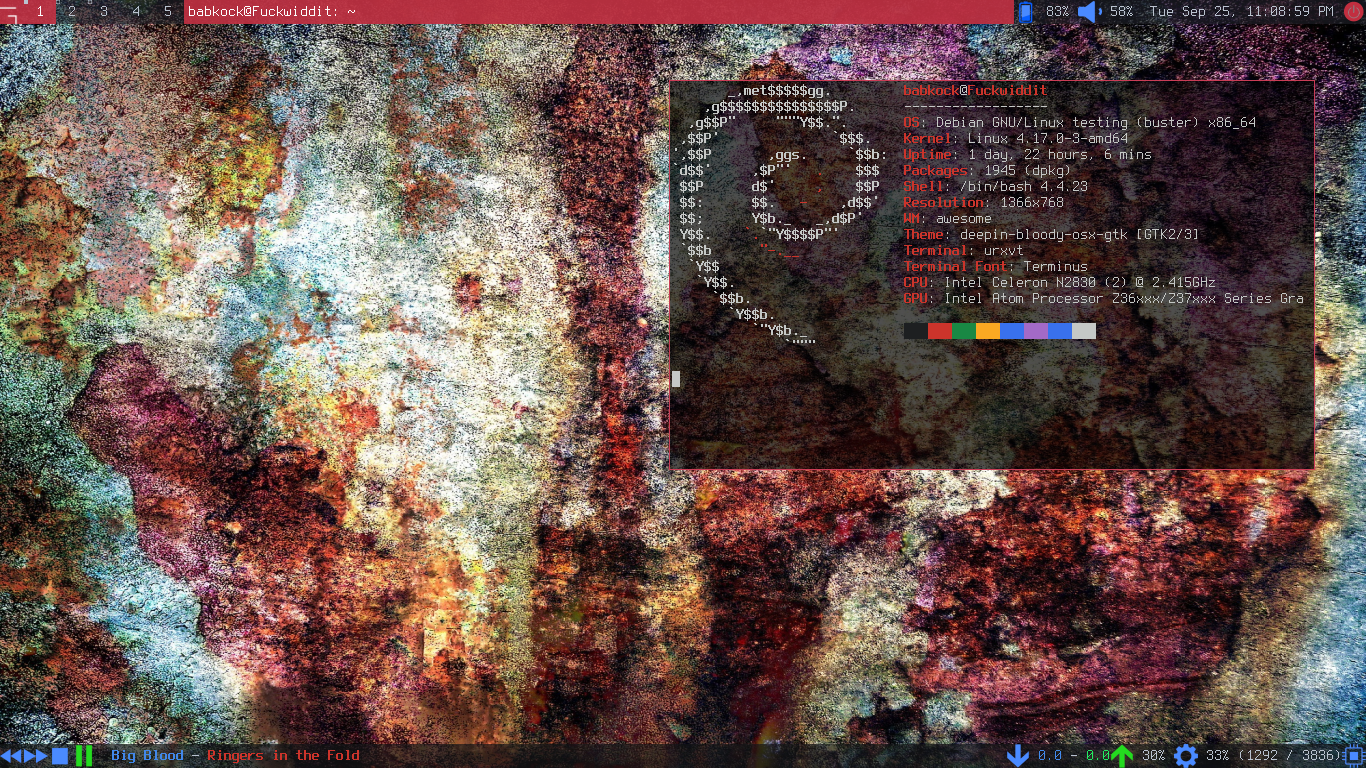 1 2 3 4 5 babkock@Fuckwiddit: ~ 83% 58% Tue Sep 25, 11:08:59 PM
babkock@Fuckwiddit
------------------
OS: Debian GNU/Linux testing (buster) x86_64
Kernel: Linux 4.17.0-3-amd64
Uptime: 1 day, 22 hours, 6 mins
Packages: 1945 (dpkg)
Shell: /bin/bash 4.4.23
Resolution: 1366x768
WM: awesome
Theme: deepin-bloody-osx-gtk [GTK2/3]
Terminal: urxvt
Terminal Font: Terminus
CPU: Intel Celeron N2830 (2) @ 2.415GHz
GPU: Intel Atom Processor Z36xxx/Z37xxx Series Gra
Big Blood - Ringers in the Fold 0.0 - 0.0 30% 33% (1292 / 3836)